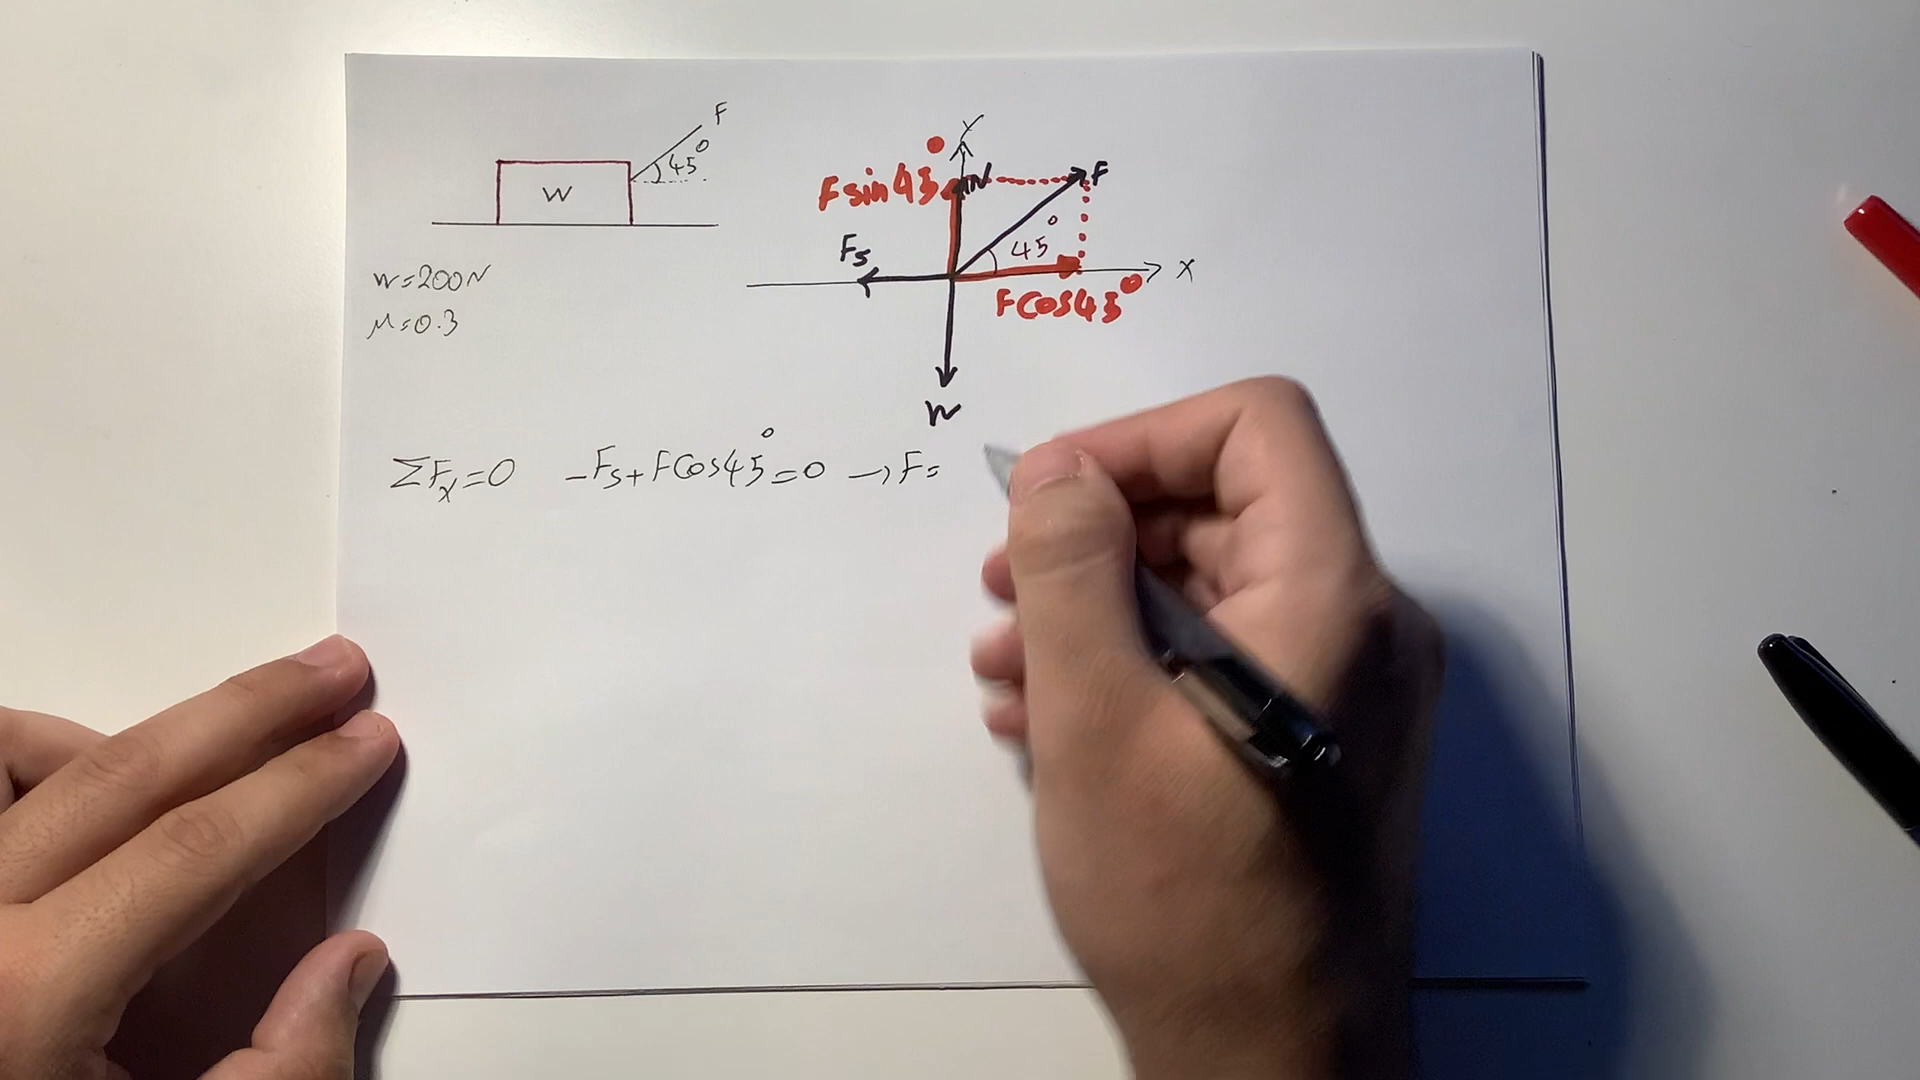 F
45°
W
W=200N
μ=0.3
Y
Fsin45°
N
F
Fs
45°
X
Fcos45°
W
ΣFx=0 -Fs+Fcos45°=0 →F=